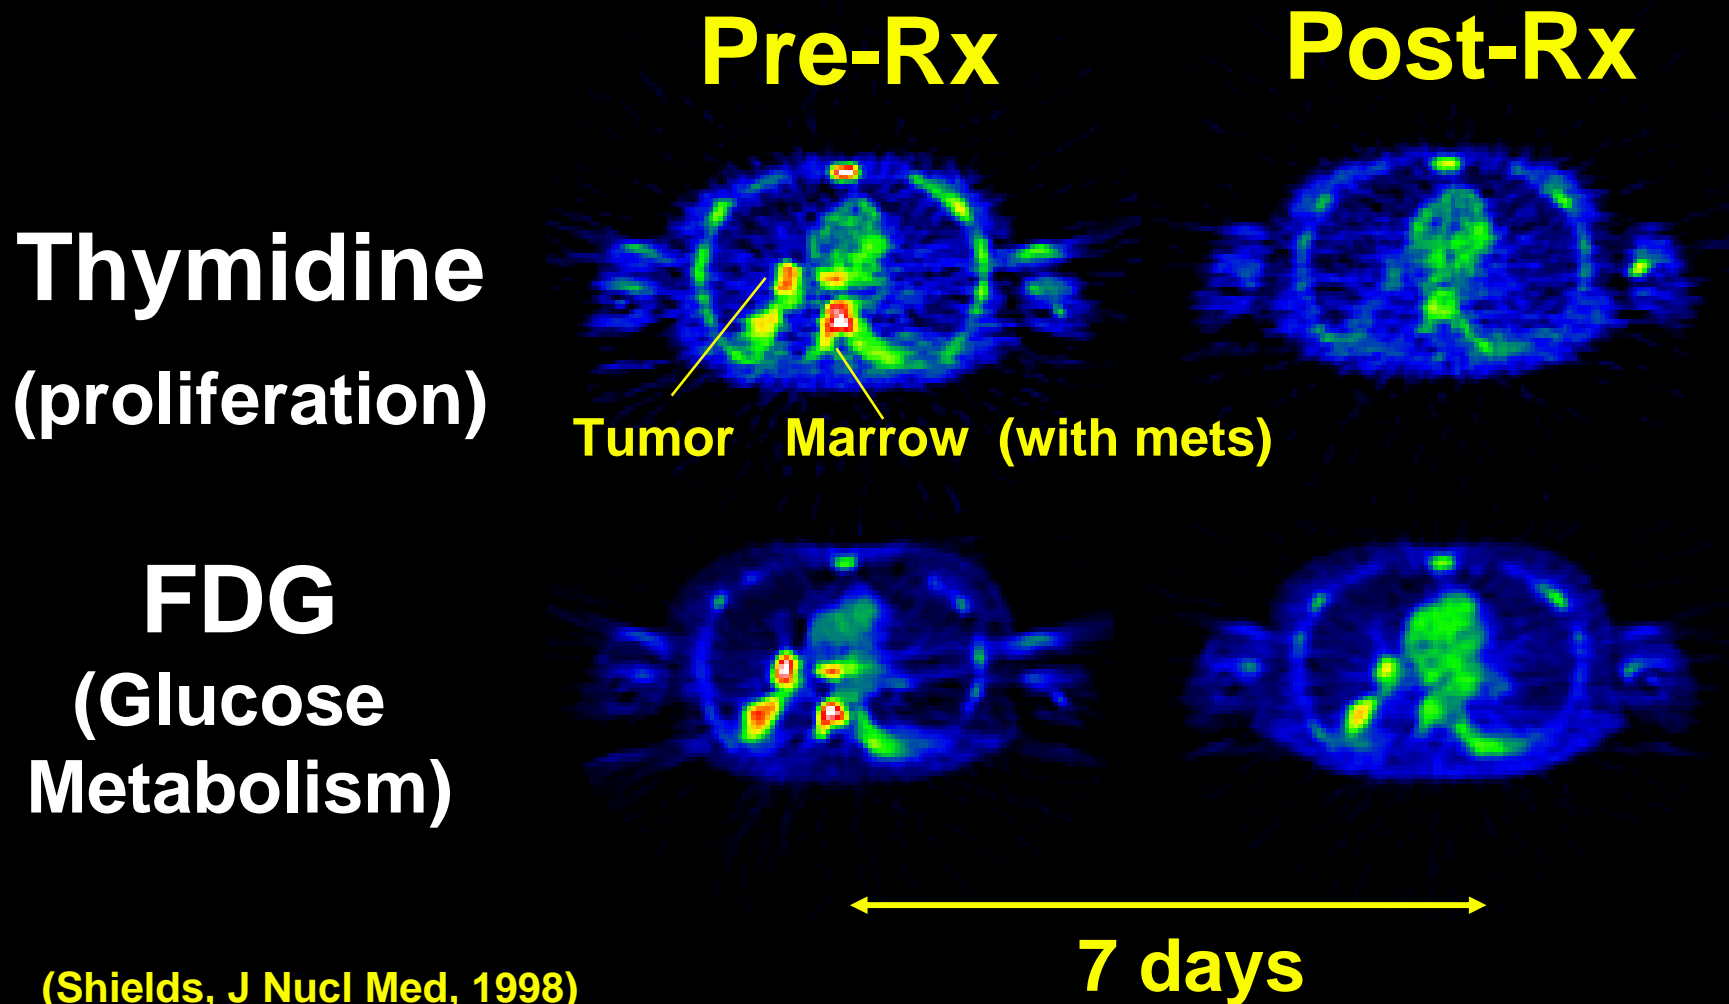 Pre-Rx Post-Rx
Thymidine
(proliferation)
Tumor Marrow (with mets)
FDG
(Glucose
Metabolism)
7 days
(Shields, J Nucl Med, 1998)